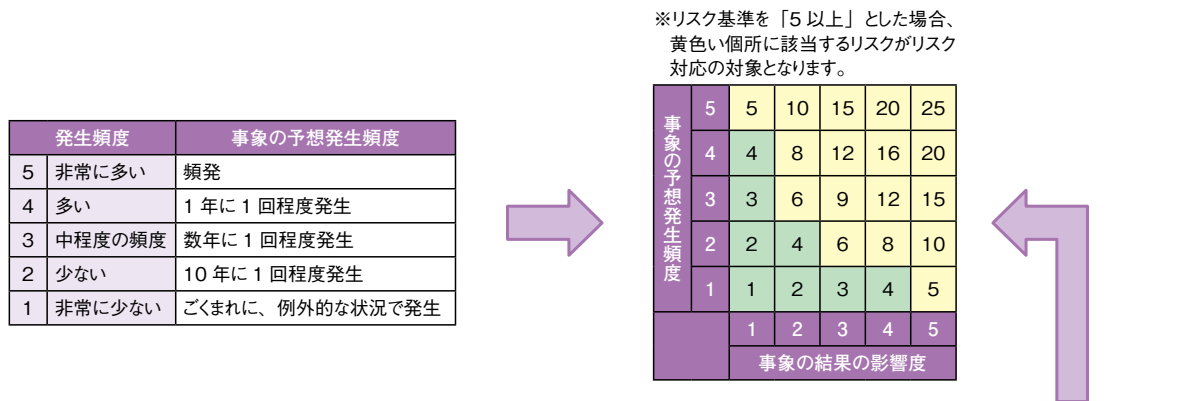 ※リスク基準を「5 以上」とした場合、
黄色い個所に該当するリスクがリスク
対応の対象となります。
発生頻度 事象の予想発生頻度
5 非常に多い 頻発
4 多い 1 年に 1 回程度発生
3 中程度の頻度 数年に 1 回程度発生
2 少ない 10 年に 1 回程度発生
1 非常に少ない ごくまれに、例外的な状況で発生
事象の予想発生頻度
5 5 10 15 20 25
4 4 8 12 16 20
3 3 6 9 12 15
2 2 4 6 8 10
1 1 2 3 4 5
1 2 3 4 5
事象の結果の影響度